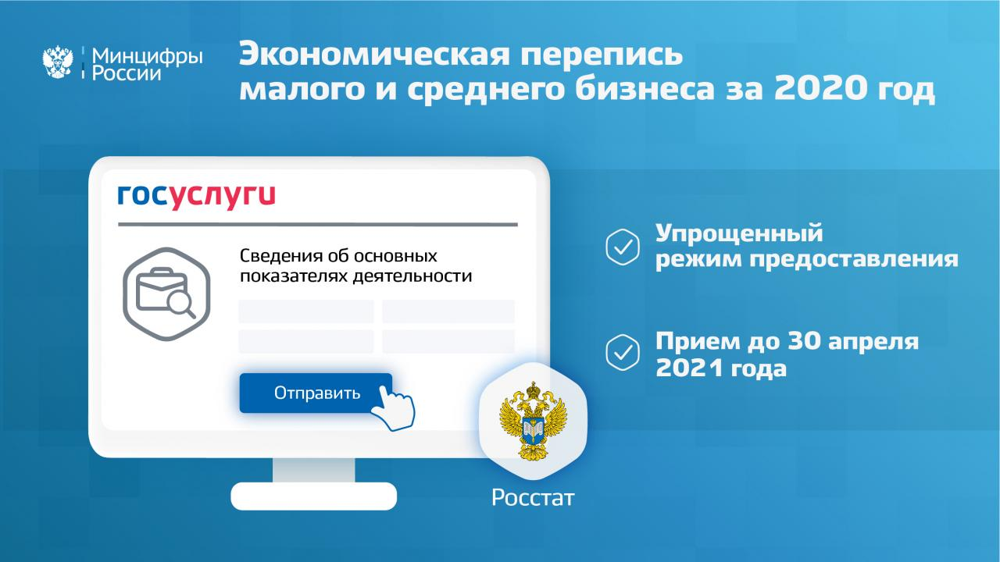 Минцифры
России
Экономическая перепись
малого и среднего бизнеса за 2020 год
госуслуги
Сведения об основных
показателях деятельности
Отправить
Росстат
Упрощенный
режим предоставления
Прием до 30 апреля
2021 года